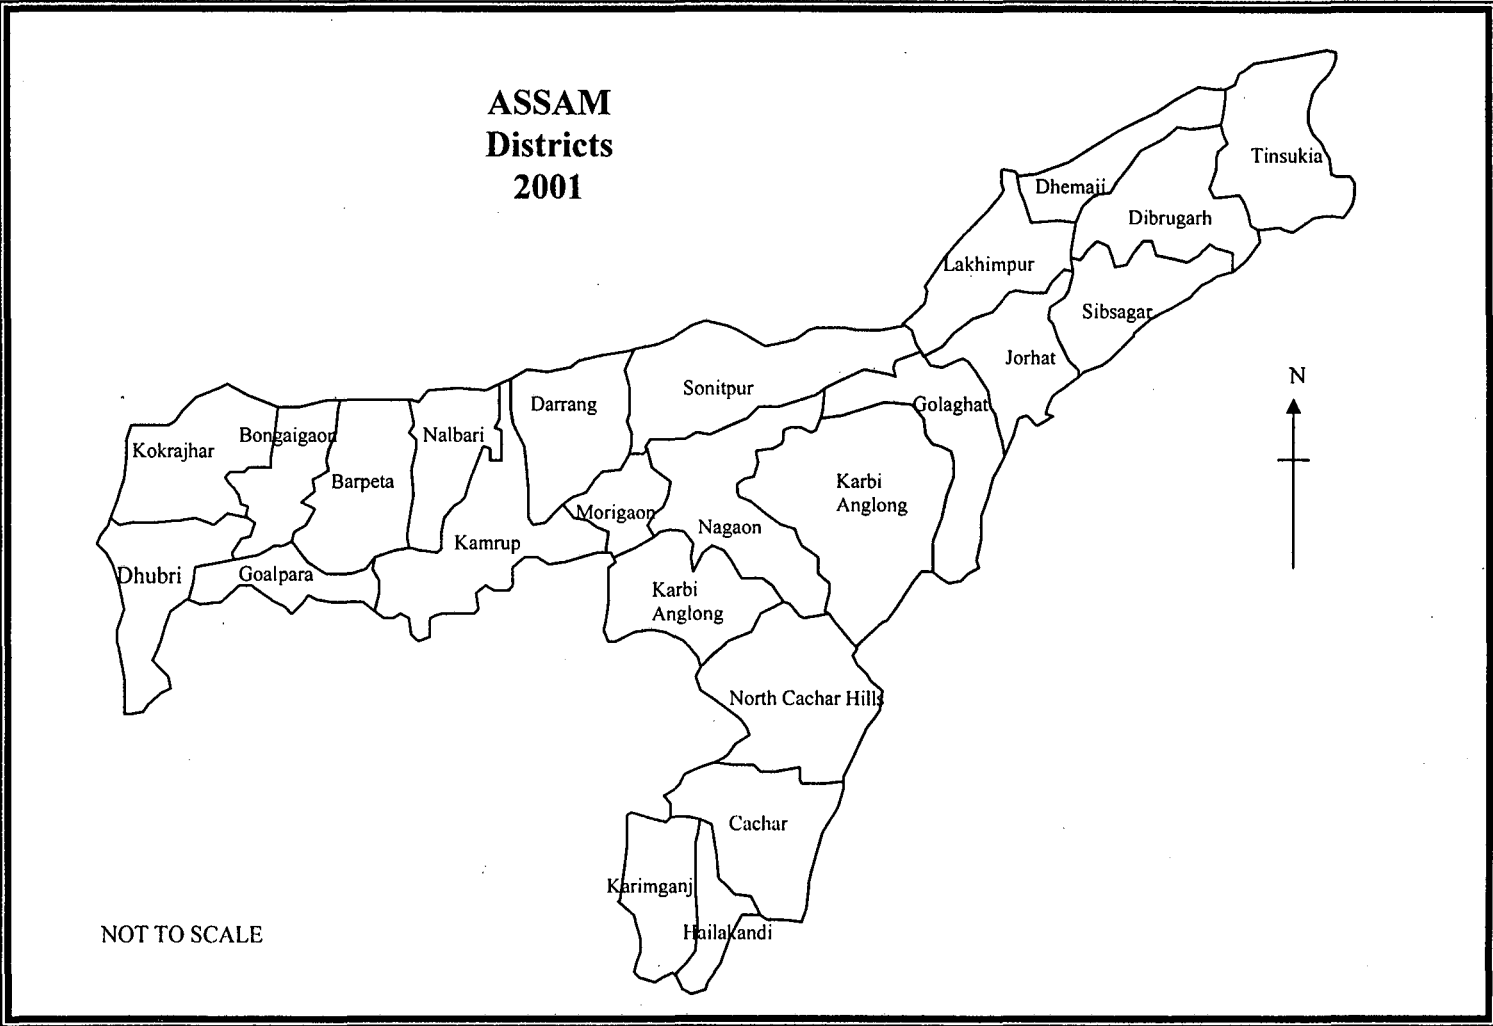 ASSAM
Districts
2001
Tinsukia
Dhemaji
Dibrugarh
Lakhimpur
Sibsagar
Jorhat
N
Sonitpur
Darrang
Golaghat
Bongaigaon
Nalbari
Kokrajhar
Barpeta
Karbi
Anglong
Morigaon
Nagaon
Kamrup
Dhubri
Goalpara
Karbi
Anglong
North Cachar Hills
Cachar
Karimganj
Hailakandi
NOT TO SCALE